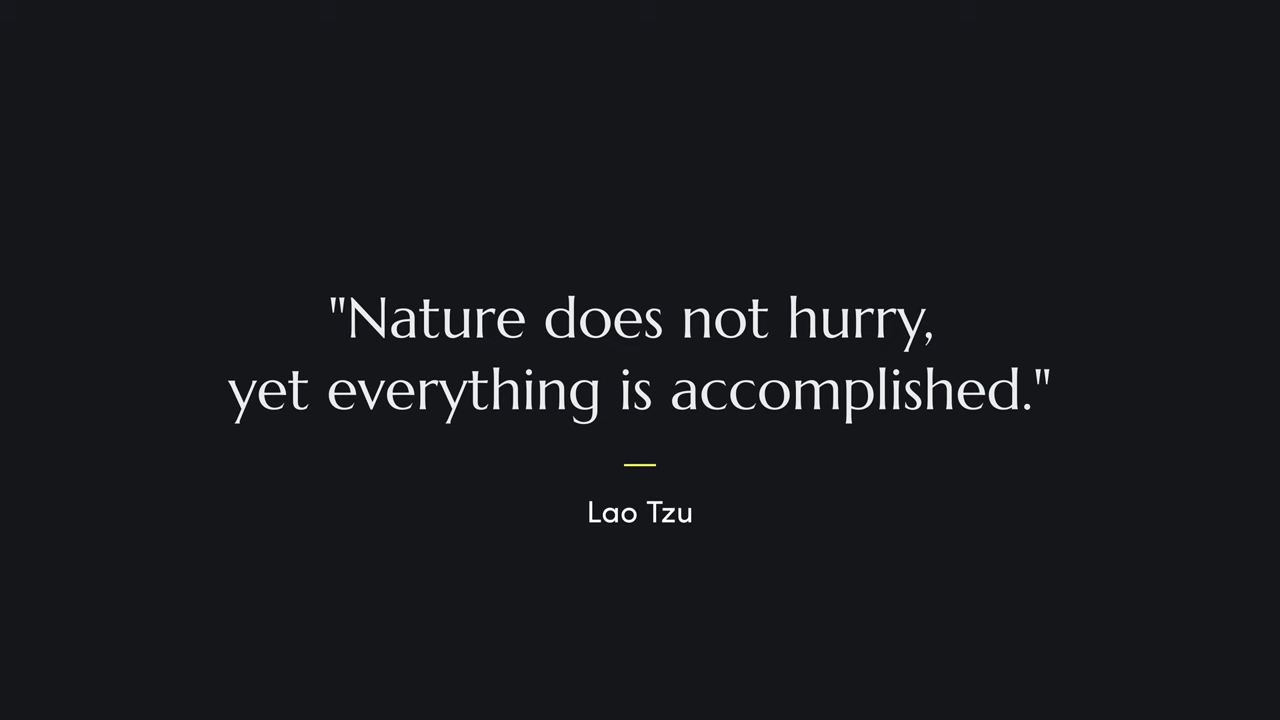 "Nature does not hurry,
yet everything is accomplished."
Lao Tzu